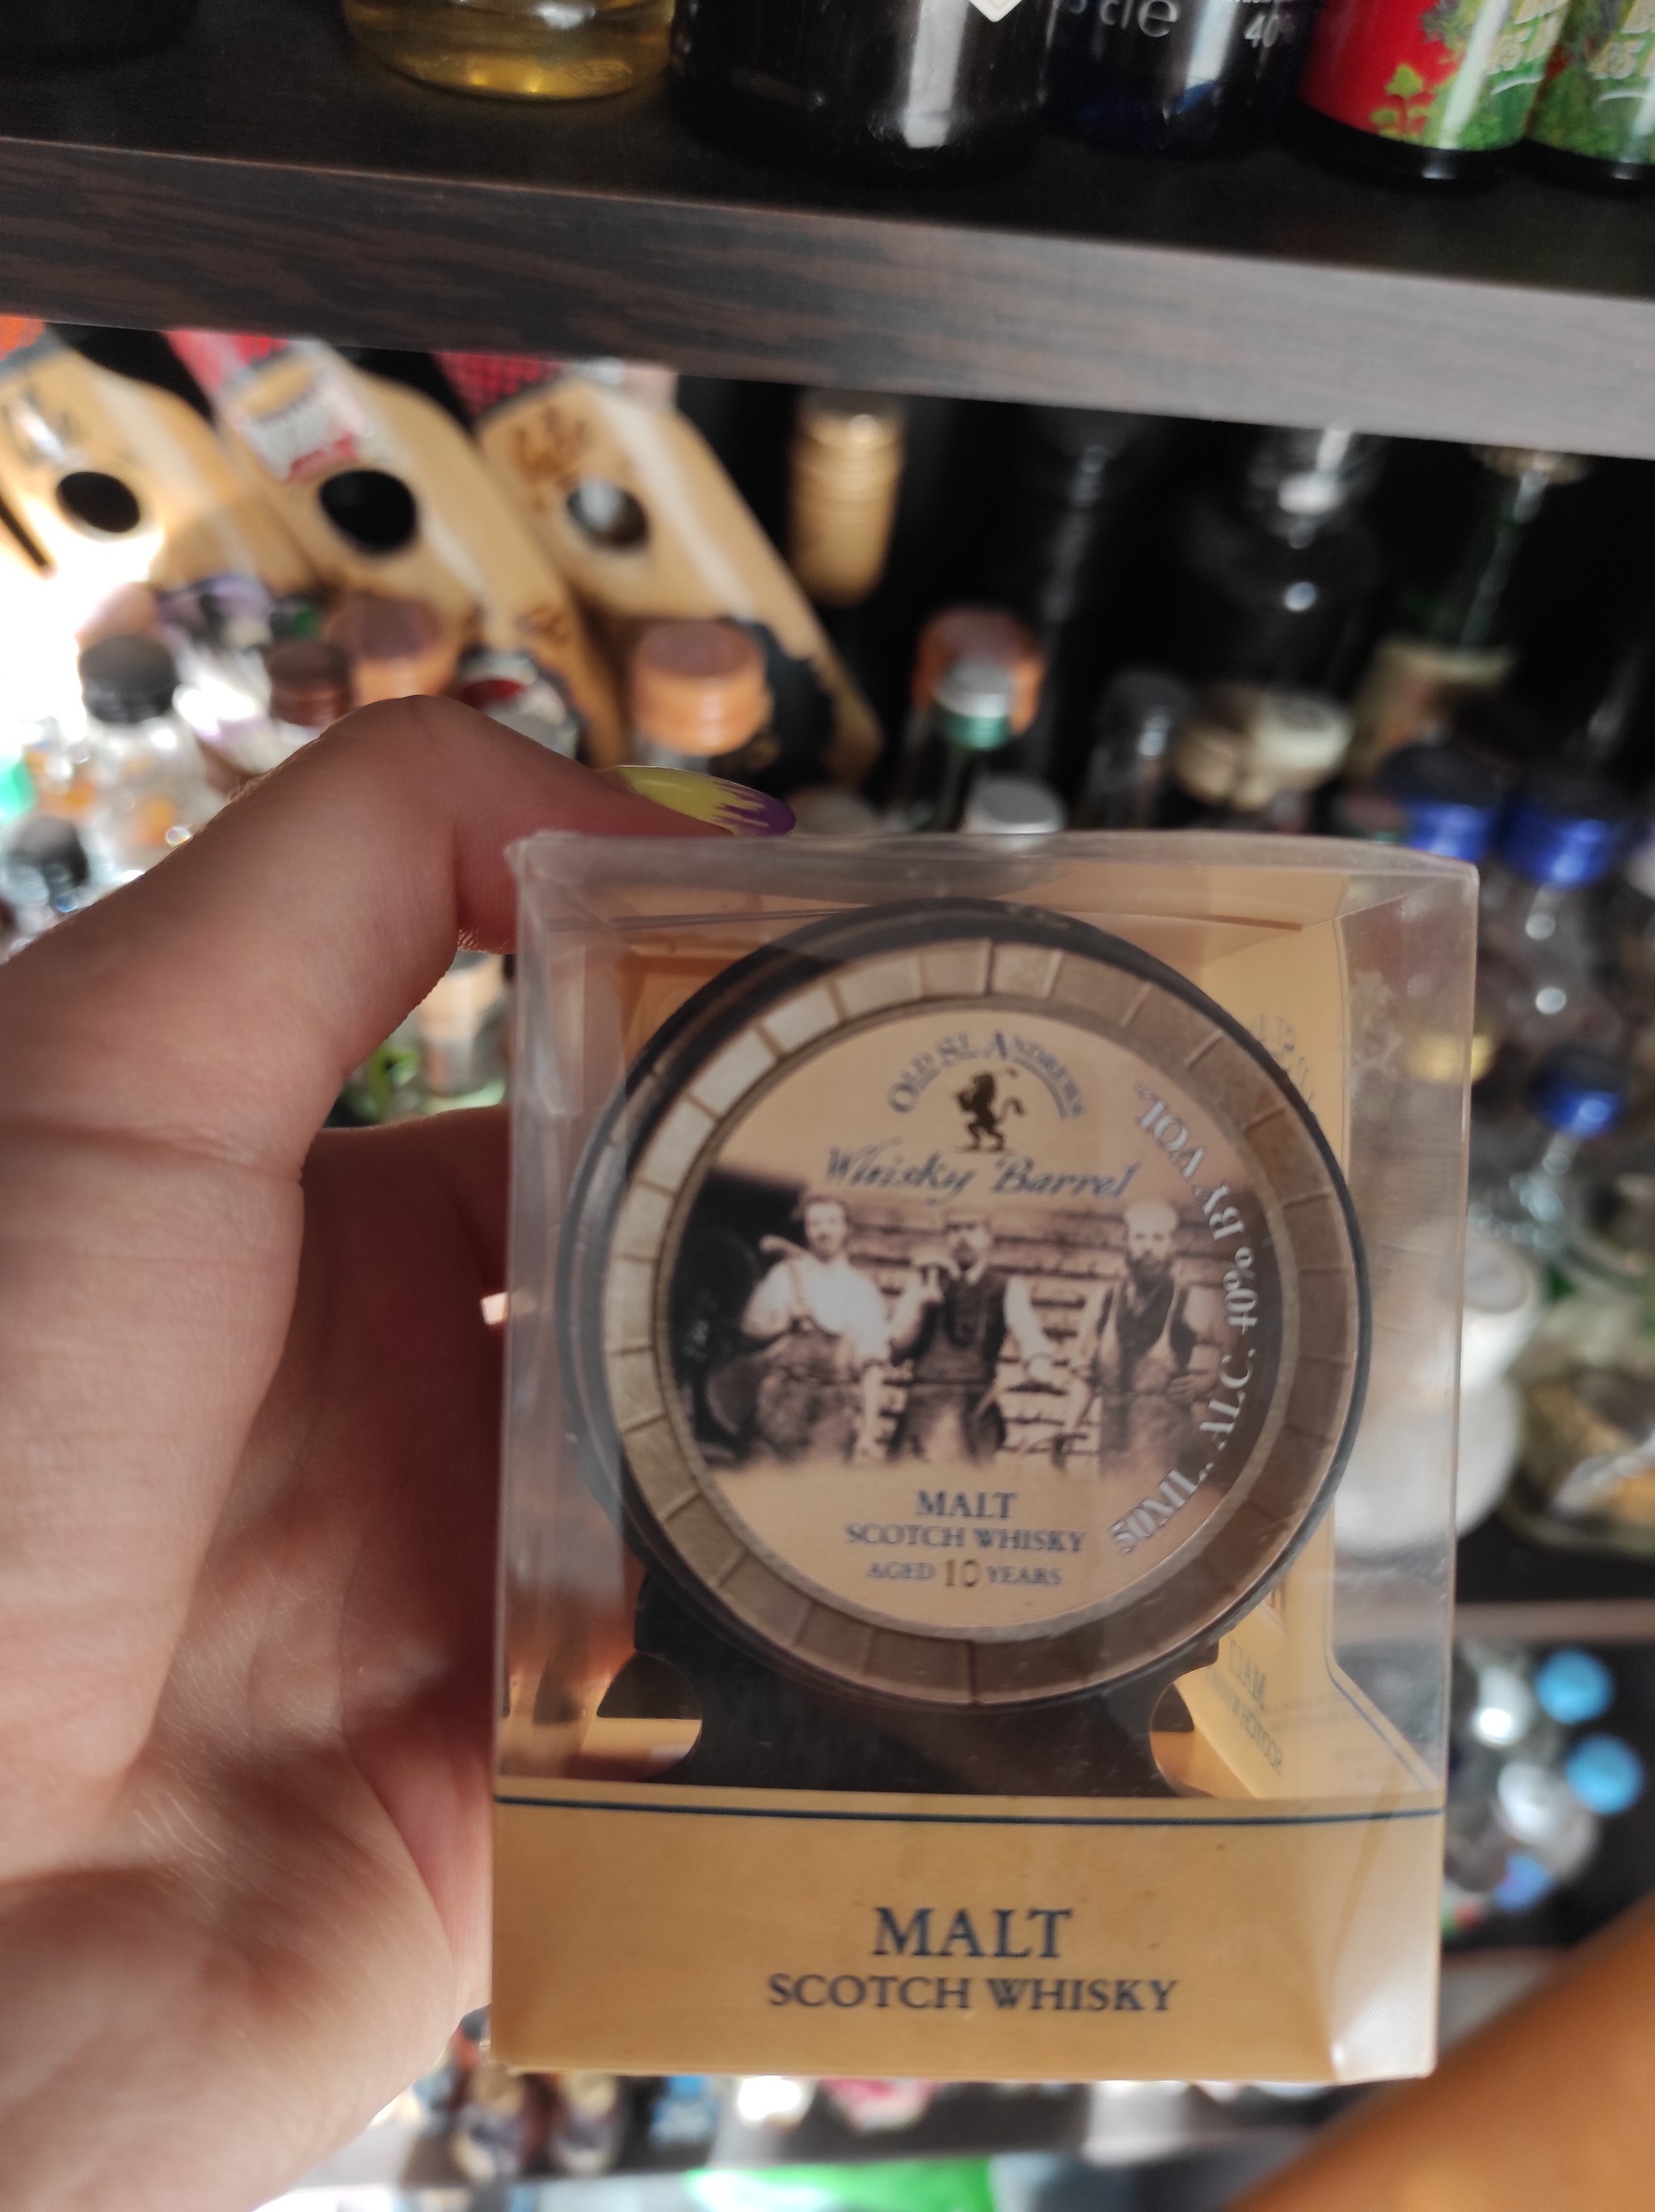 40%
OLD ST. ANDREWS
Whisky Barrel
50ML. ALC. 40% BY VOL.
MALT
SCOTCH WHISKY
AGED 10 YEARS
MALT
SCOTCH WHISKY